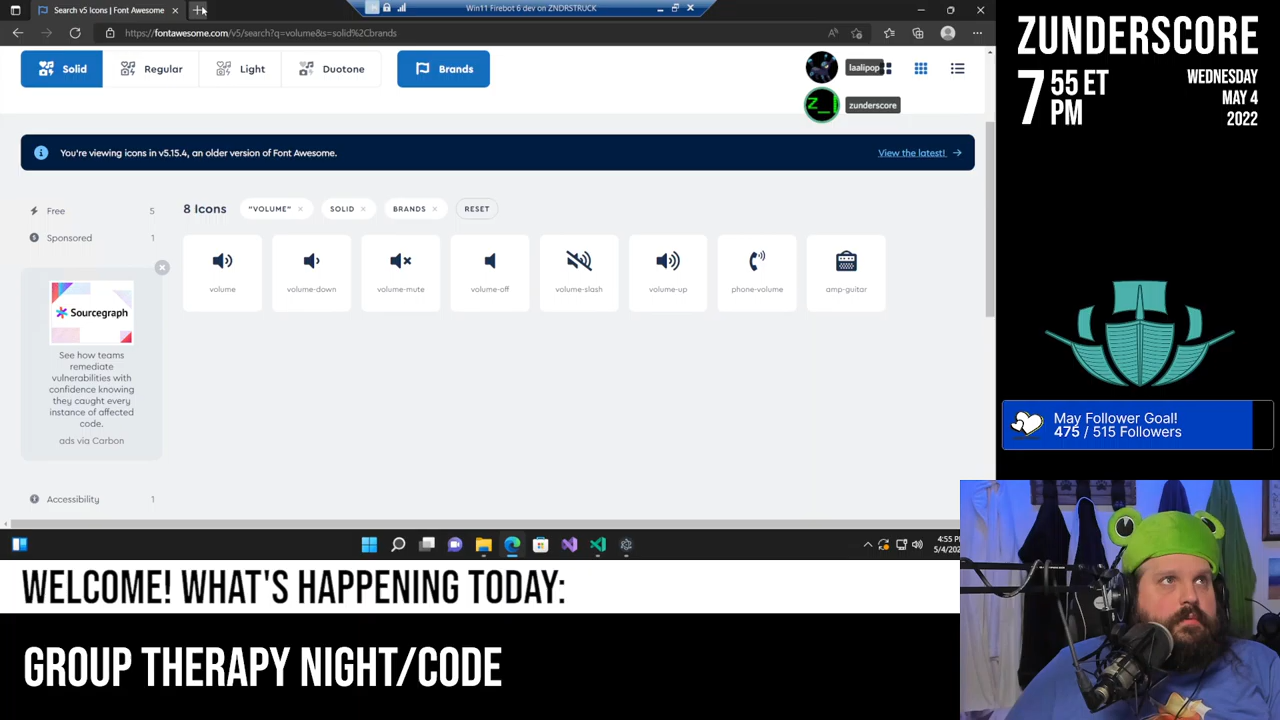 Search v5 Icons | Font Awesome
Win11 Firebot 6 dev on ZNDRSTRUCK
https://fontawesome.com/v5/search?q=volume&s=solid%2Cbrands
Solid
Regular
Light
Duotone
Brands
laalipop
zunderscore
You're viewing icons in v5.15.4, an older version of Font Awesome.
View the latest!
Free 5
Sponsored 1
8 Icons
"VOLUME" ×
SOLID ×
BRANDS ×
RESET
volume
volume-down
volume-mute
volume-off
volume-slash
volume-up
phone-volume
amp-guitar
Sourcegraph
See how teams
remediate
vulnerabilities with
confidence knowing
they caught every
instance of affected
code.
ads via Carbon
Accessibility 1
4:55 P
5/4/202
ZUNDERSCORE
7 55 ET
PM
WEDNESDAY
MAY 4
2022
May Follower Goal!
475 / 515 Followers
WELCOME! WHAT'S HAPPENING TODAY:
GROUP THERAPY NIGHT/CODE